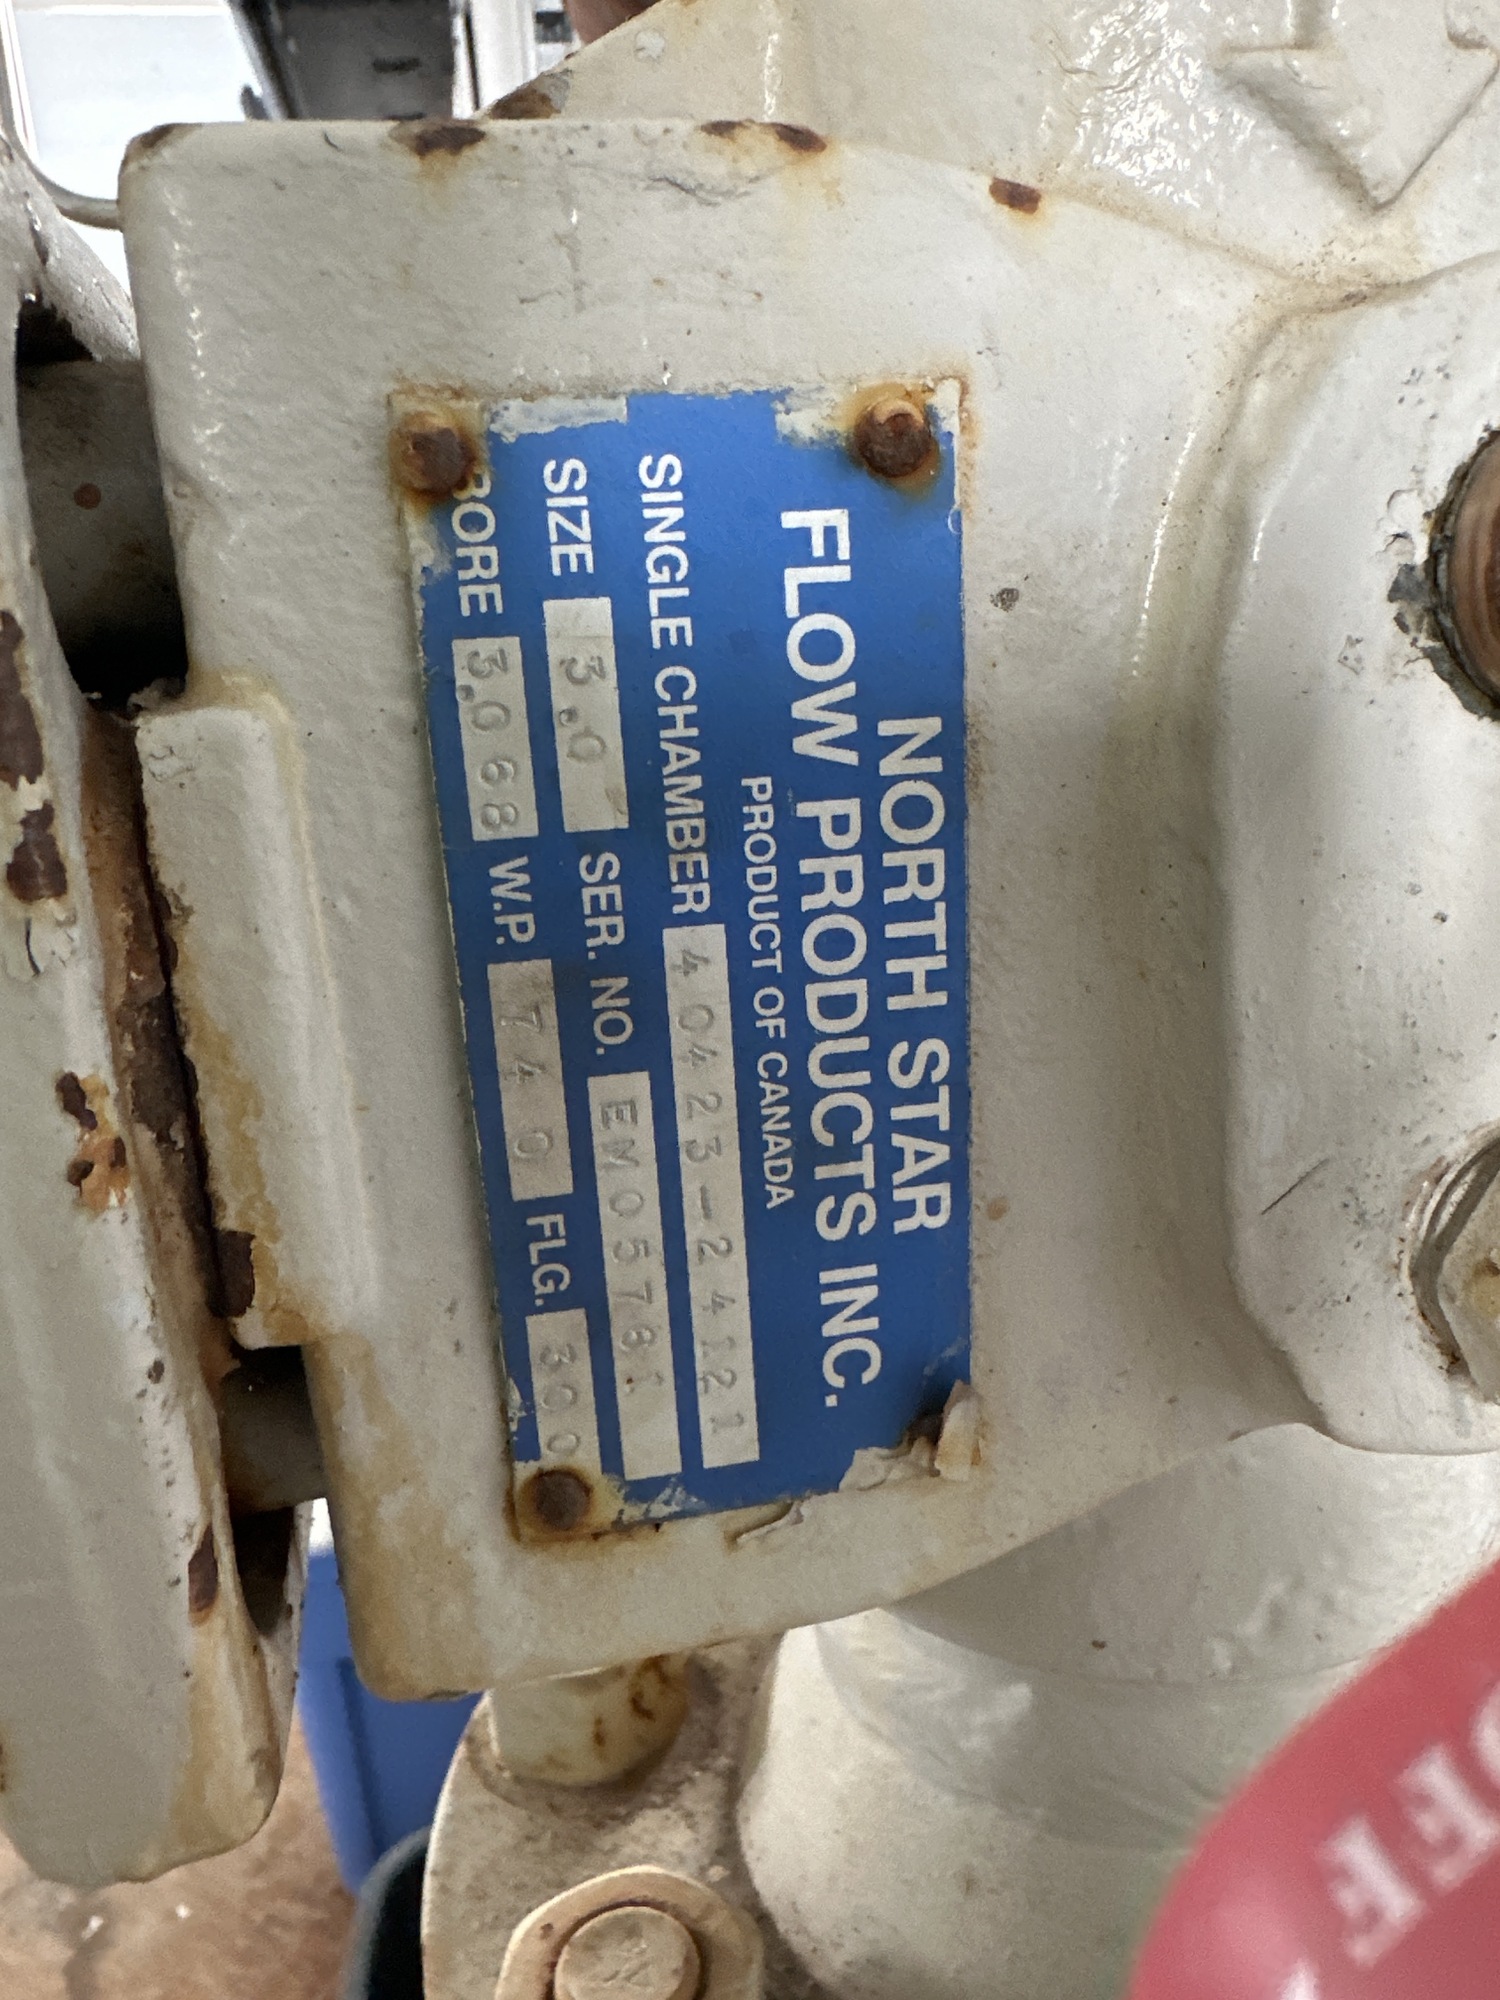 NORTH STAR
FLOW PRODUCTS INC.
PRODUCT OF CANADA
SINGLE CHAMBER 40423-24121
SIZE 3.0 SER. NO.
BORE 3.068 W.P. 740 FLG. 300
OFF